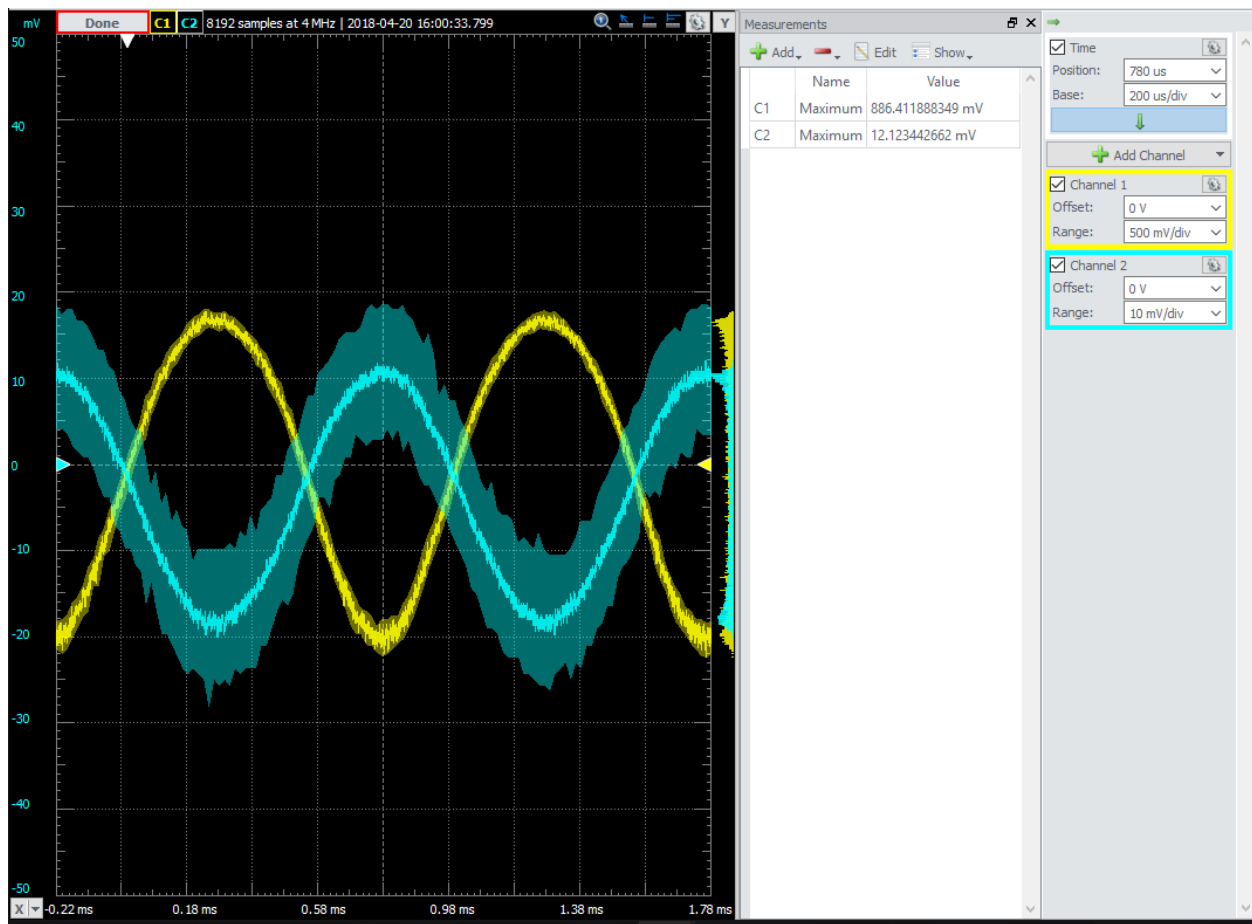 mV Done C1 C2 8192 samples at 4 MHz | 2018-04-20 16:00:33.799 Y
50
40
30
20
10
0
-10
-20
-30
-40
-50
X -0.22 ms 0.18 ms 0.58 ms 0.98 ms 1.38 ms 1.78 ms
Measurements
Add Edit Show
Name Value
C1 Maximum 886.411888349 mV
C2 Maximum 12.123442662 mV
Time
Position: 780 us
Base: 200 us/div
Add Channel
Channel 1
Offset: 0 V
Range: 500 mV/div
Channel 2
Offset: 0 V
Range: 10 mV/div